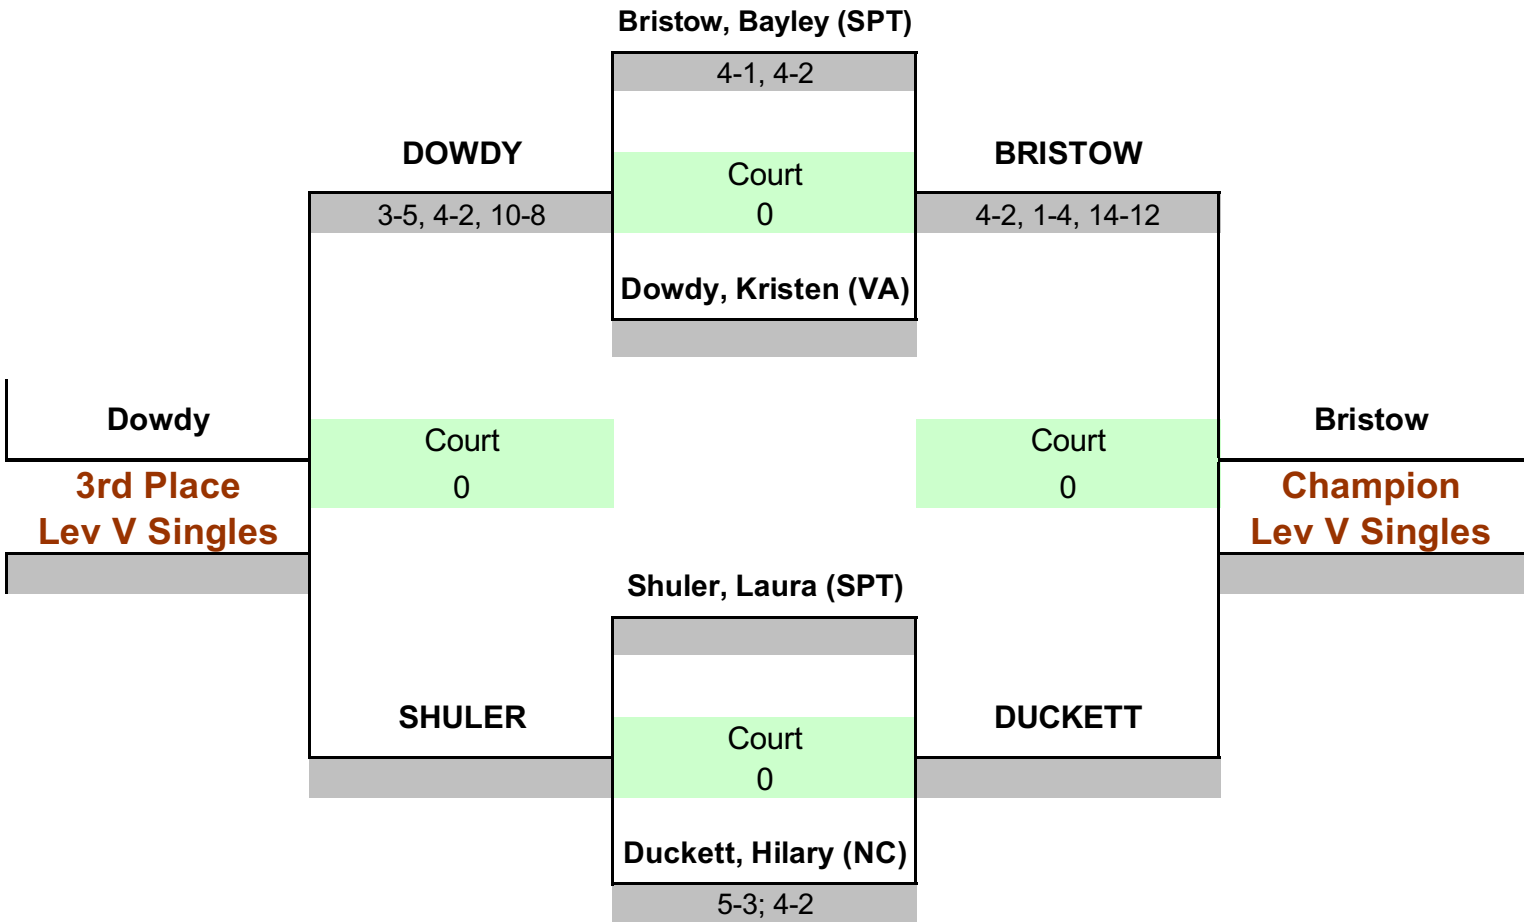 Bristow, Bayley (SPT)
4-1, 4-2
DOWDY
Court
BRISTOW
3-5, 4-2, 10-8
0
4-2, 1-4, 14-12
Dowdy, Kristen (VA)
Dowdy
Court
Court
Bristow
3rd Place
0
0
Champion
Lev V Singles
Lev V Singles
Shuler, Laura (SPT)
SHULER
Court
DUCKETT
0
Duckett, Hilary (NC)
5-3; 4-2